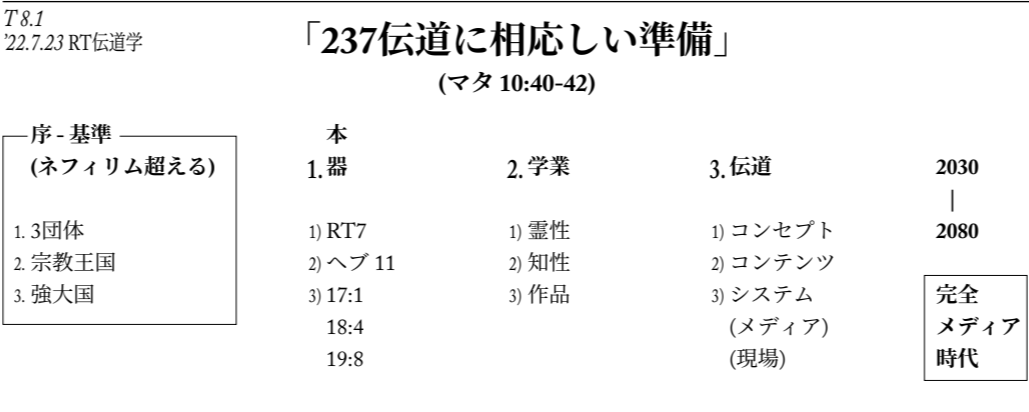 T 8.1
'22.7.23 RT伝道学
「237伝道に相応しい準備」
(マタ 10:40-42)
序 - 基準
(ネフィリム超える)
1. 3団体
2. 宗教王国
3. 強大国
本
1. 器
1) RT7
2) ヘブ 11
3) 17:1
18:4
19:8
2. 学業
1) 霊性
2) 知性
3) 作品
3. 伝道
1) コンセプト
2) コンテンツ
3) システム
(メディア)
(現場)
2030
|
2080
完全
メディア
時代